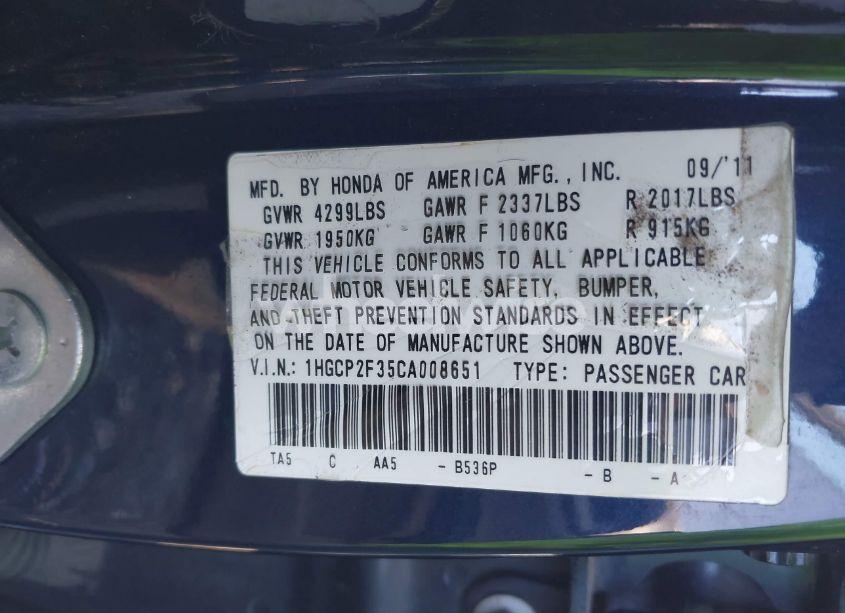 MFD. BY HONDA OF AMERICA MFG., INC. 09/'11
GVWR 4299LBS GAWR F 2337LBS R 2017LBS
GVWR 1950KG GAWR F 1060KG R 915KG
THIS VEHICLE CONFORMS TO ALL APPLICABLE
FEDERAL MOTOR VEHICLE SAFETY, BUMPER,
AND THEFT PREVENTION STANDARDS IN EFFECT
ON THE DATE OF MANUFACTURE SHOWN ABOVE.
V.I.N.: 1HGCP2F35CA008651 TYPE: PASSENGER CAR
TA5 C AA5 - B536P - B - A